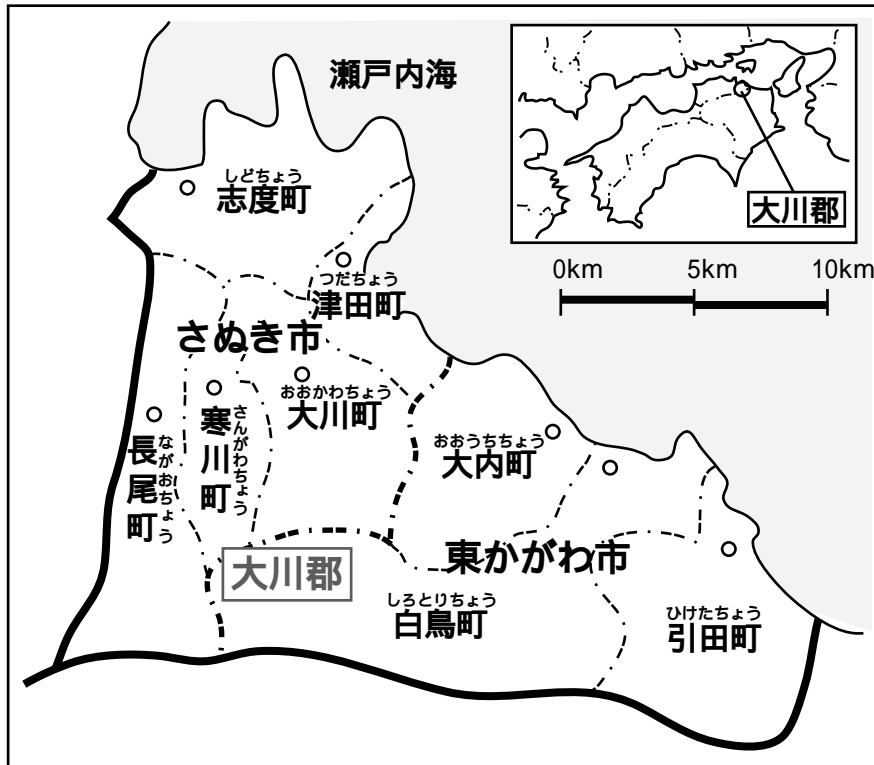 瀬戸内海
大川郡
0km
5km
10km
しどちょう
志度町
つだちょう
津田町
さぬき市
おおかわちょう
大川町
さんがわちょう
寒川町
ながおちょう
長尾町
おおうちちょう
大内町
東かがわ市
大川郡
しろとりちょう
白鳥町
ひけたちょう
引田町